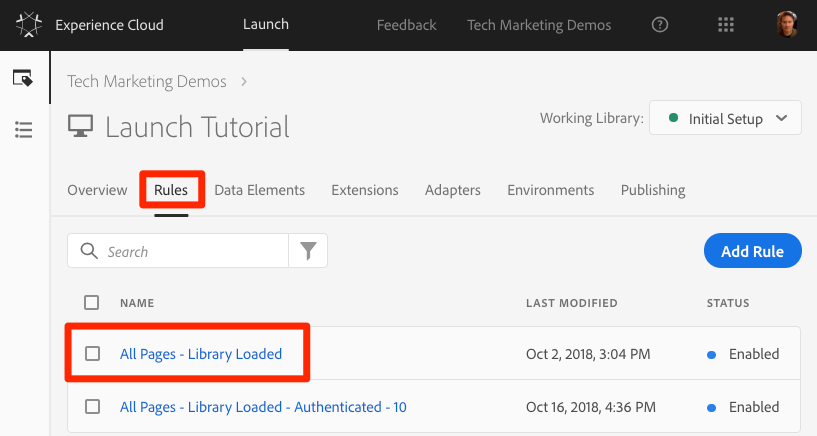 Experience Cloud Launch Feedback Tech Marketing Demos
Tech Marketing Demos
Launch Tutorial
Working Library: Initial Setup
Overview Rules Data Elements Extensions Adapters Environments Publishing
Search
Add Rule
NAME LAST MODIFIED STATUS
All Pages - Library Loaded Oct 2, 2018, 3:04 PM Enabled
All Pages - Library Loaded - Authenticated - 10 Oct 16, 2018, 4:36 PM Enabled